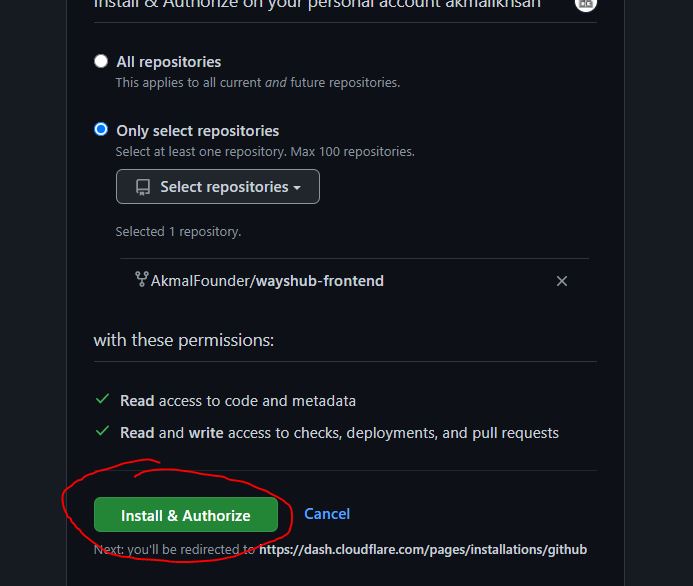 Install & Authorize on your personal account akmalikhsan
All repositories
This applies to all current and future repositories.
Only select repositories
Select at least one repository. Max 100 repositories.
Select repositories
Selected 1 repository.
AkmalFounder/wayshub-frontend
with these permissions:
Read access to code and metadata
Read and write access to checks, deployments, and pull requests
Install & Authorize Cancel
Next: you'll be redirected to https://dash.cloudflare.com/pages/installations/github